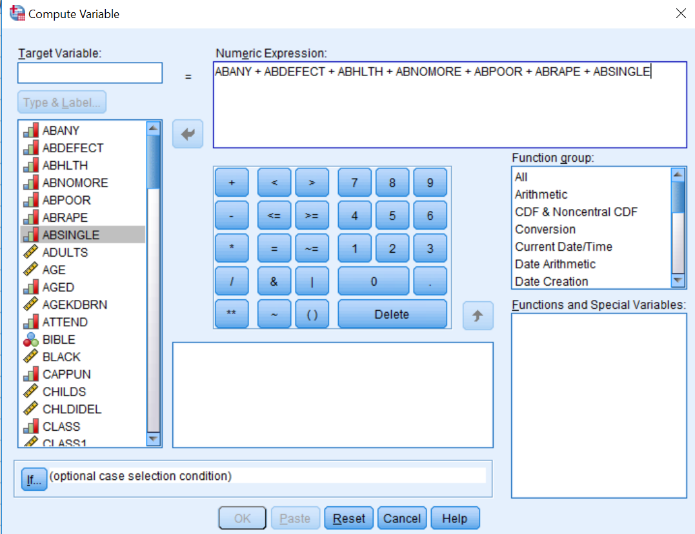 Compute Variable
Target Variable:
=
Type & Label...
Numeric Expression:
ABANY + ABDEFECT + ABHLTH + ABNOMORE + ABPOOR + ABRAPE + ABSINGLE
ABANY
ABDEFECT
ABHLTH
ABNOMORE
ABPOOR
ABRAPE
ABSINGLE
ADULTS
AGE
AGED
AGEKDBRN
ATTEND
BIBLE
BLACK
CAPPUN
CHILDS
CHLDIDEL
CLASS
CLASS1
+ < > 7 8 9
- <= >= 4 5 6
* = ~= 1 2 3
/ & | 0 .
** ~ ( ) Delete
Function group:
All
Arithmetic
CDF & Noncentral CDF
Conversion
Current Date/Time
Date Arithmetic
Date Creation
Functions and Special Variables:
If... (optional case selection condition)
OK Paste Reset Cancel Help